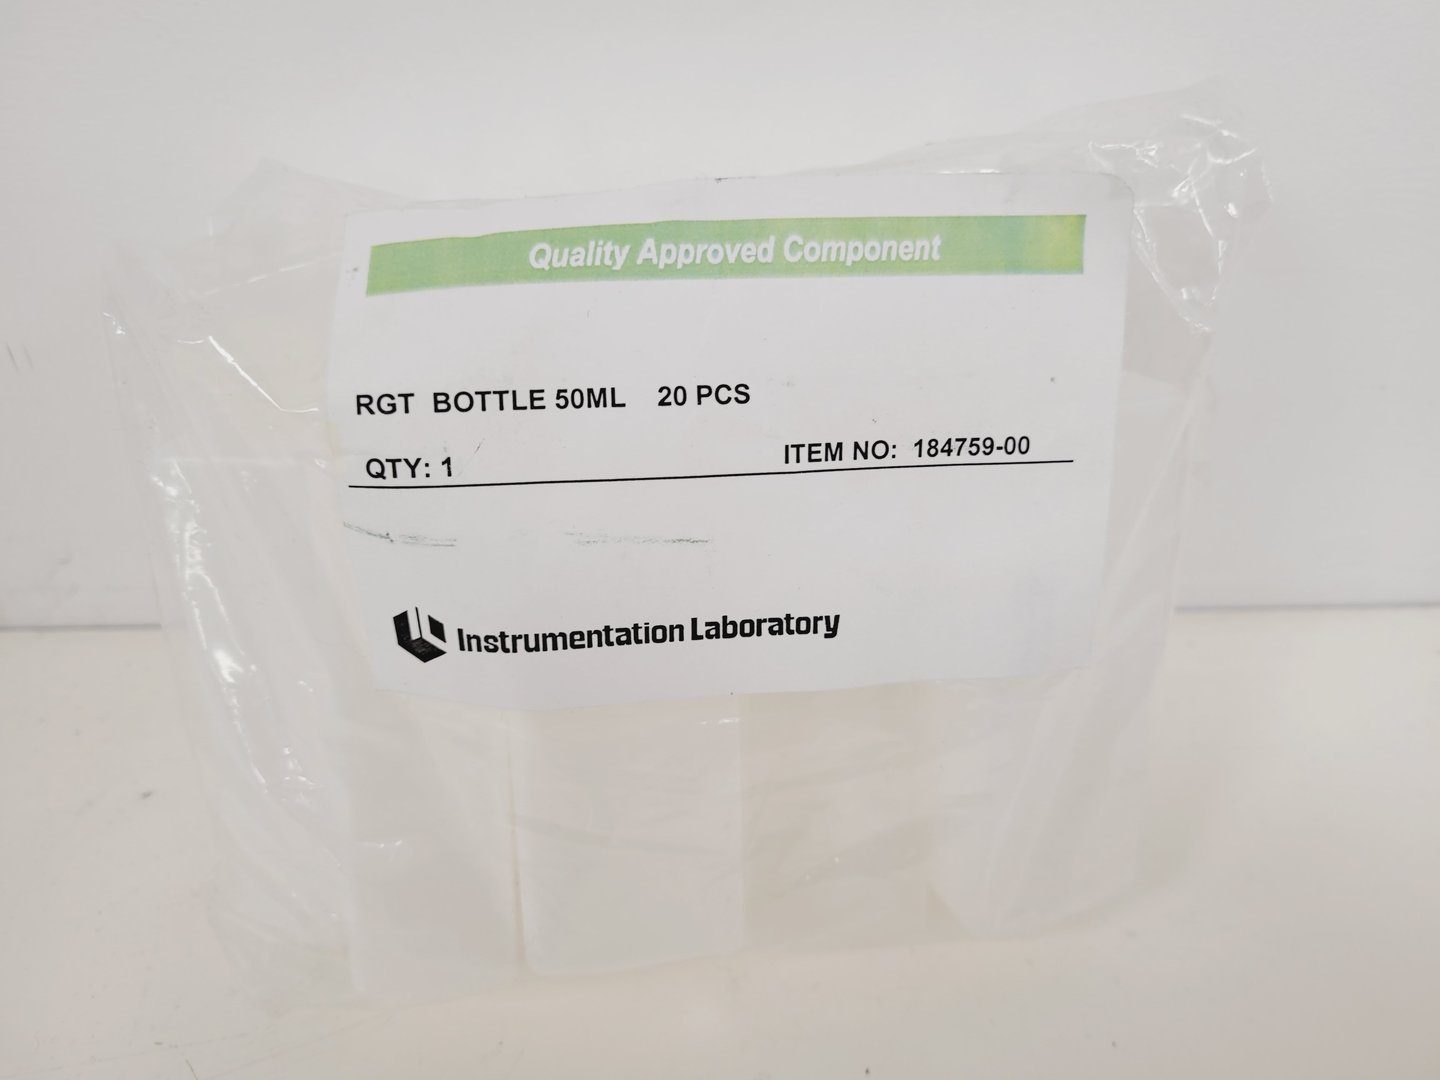 Quality Approved Component
RGT BOTTLE 50ML 20 PCS
QTY: 1 ITEM NO: 184759-00
Instrumentation Laboratory